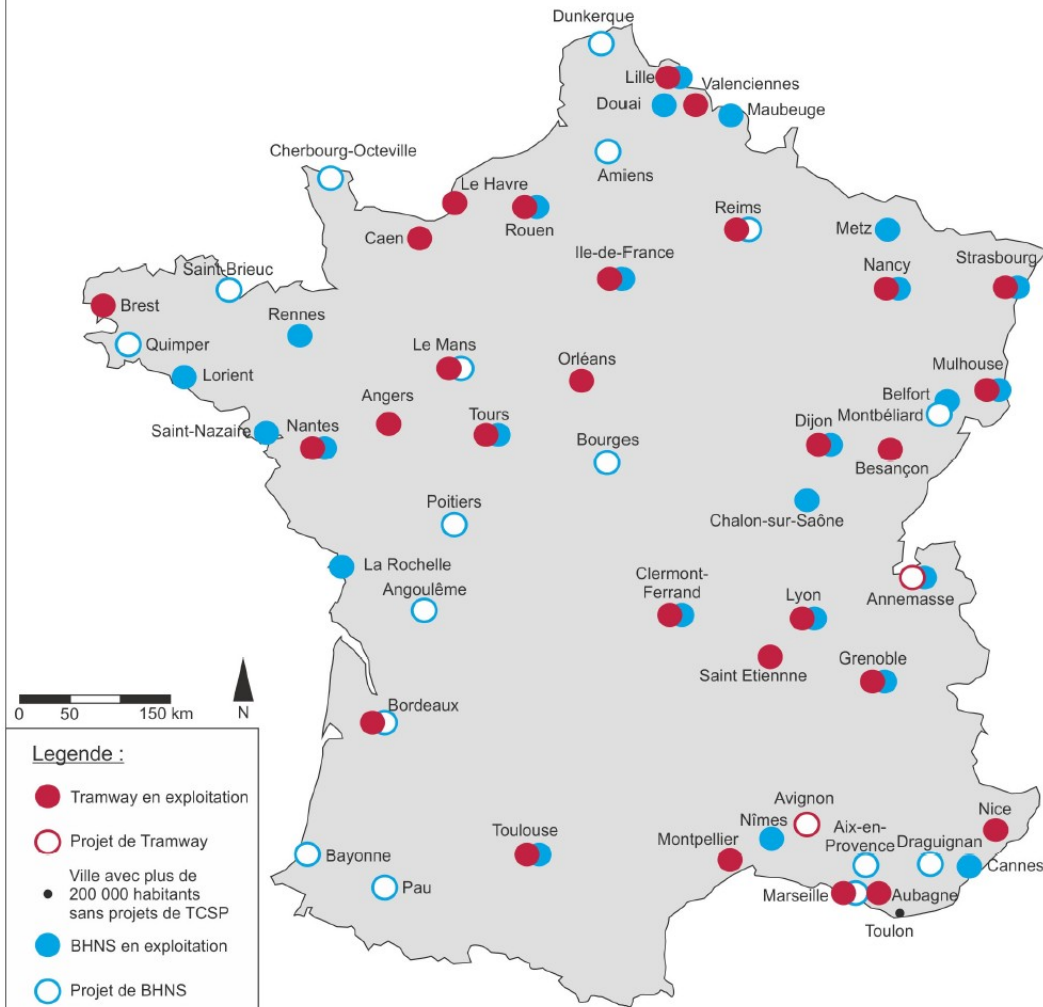 Dunkerque
Lille
Valenciennes
Douai
Maubeuge
Cherbourg-Octeville
Amiens
Le Havre
Rouen
Reims
Metz
Caen
Ile-de-France
Nancy
Strasbourg
Saint-Brieuc
Brest
Rennes
Quimper
Le Mans
Orléans
Mulhouse
Lorient
Belfort
Angers
Montbéliard
Saint-Nazaire
Nantes
Tours
Dijon
Bourges
Besançon
Poitiers
Chalon-sur-Saône
La Rochelle
Clermont-
Ferrand
Annemasse
Angoulême
Lyon
Saint Etiennne
Grenoble
0 50 150 km
N
Bordeaux
Legende :
Tramway en exploitation
Projet de Tramway
Ville avec plus de
200 000 habitants
sans projets de TCSP
BHNS en exploitation
Projet de BHNS
Bayonne
Pau
Toulouse
Montpellier
Nîmes
Avignon
Aix-en-
Provence
Draguignan
Nice
Cannes
Marseille
Aubagne
Toulon